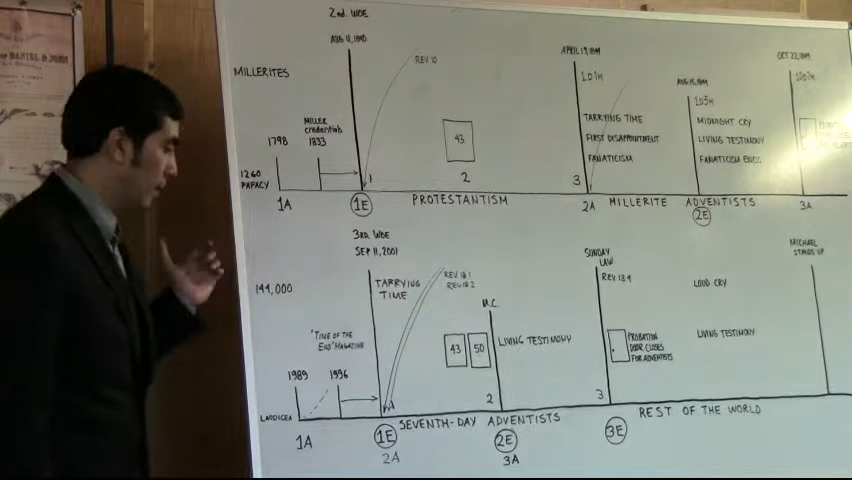 DANIEL & JOHN
2nd. WOE
AUG 11, 1840
REV 10
MILLERITES
MILLER
credentials
1798
1833
1260
PAPACY
43
1
2
3
APRIL 19, 1844
TARRYING TIME
FIRST DISAPPOINTMENT
FANATICISM
AUG 15, 1844
MIDNIGHT CRY
LIVING TESTIMONY
FANATICISM ENDS
OCT 22, 1844
1A
1E
PROTESTANTISM
2A
MILLERITE ADVENTISTS
2E
3A
3RD. WOE
SEP 11, 2001
144,000
TARRYING
TIME
REV. 18:1
REV 18:2
"TIME OF THE
END" MAGAZINE
1989
1996
LAODICEA
43
50
M.C.
LIVING TESTIMONY
2
3
SUNDAY
LAW
REV. 18:4
PROBATION
DOOR CLOSES
FOR ADVENTISTS
LOUD CRY
LIVING TESTIMONY
MICHAEL
STANDS UP
1A
1E
2A
SEVENTH-DAY ADVENTISTS
2E
3A
3E
REST OF THE WORLD